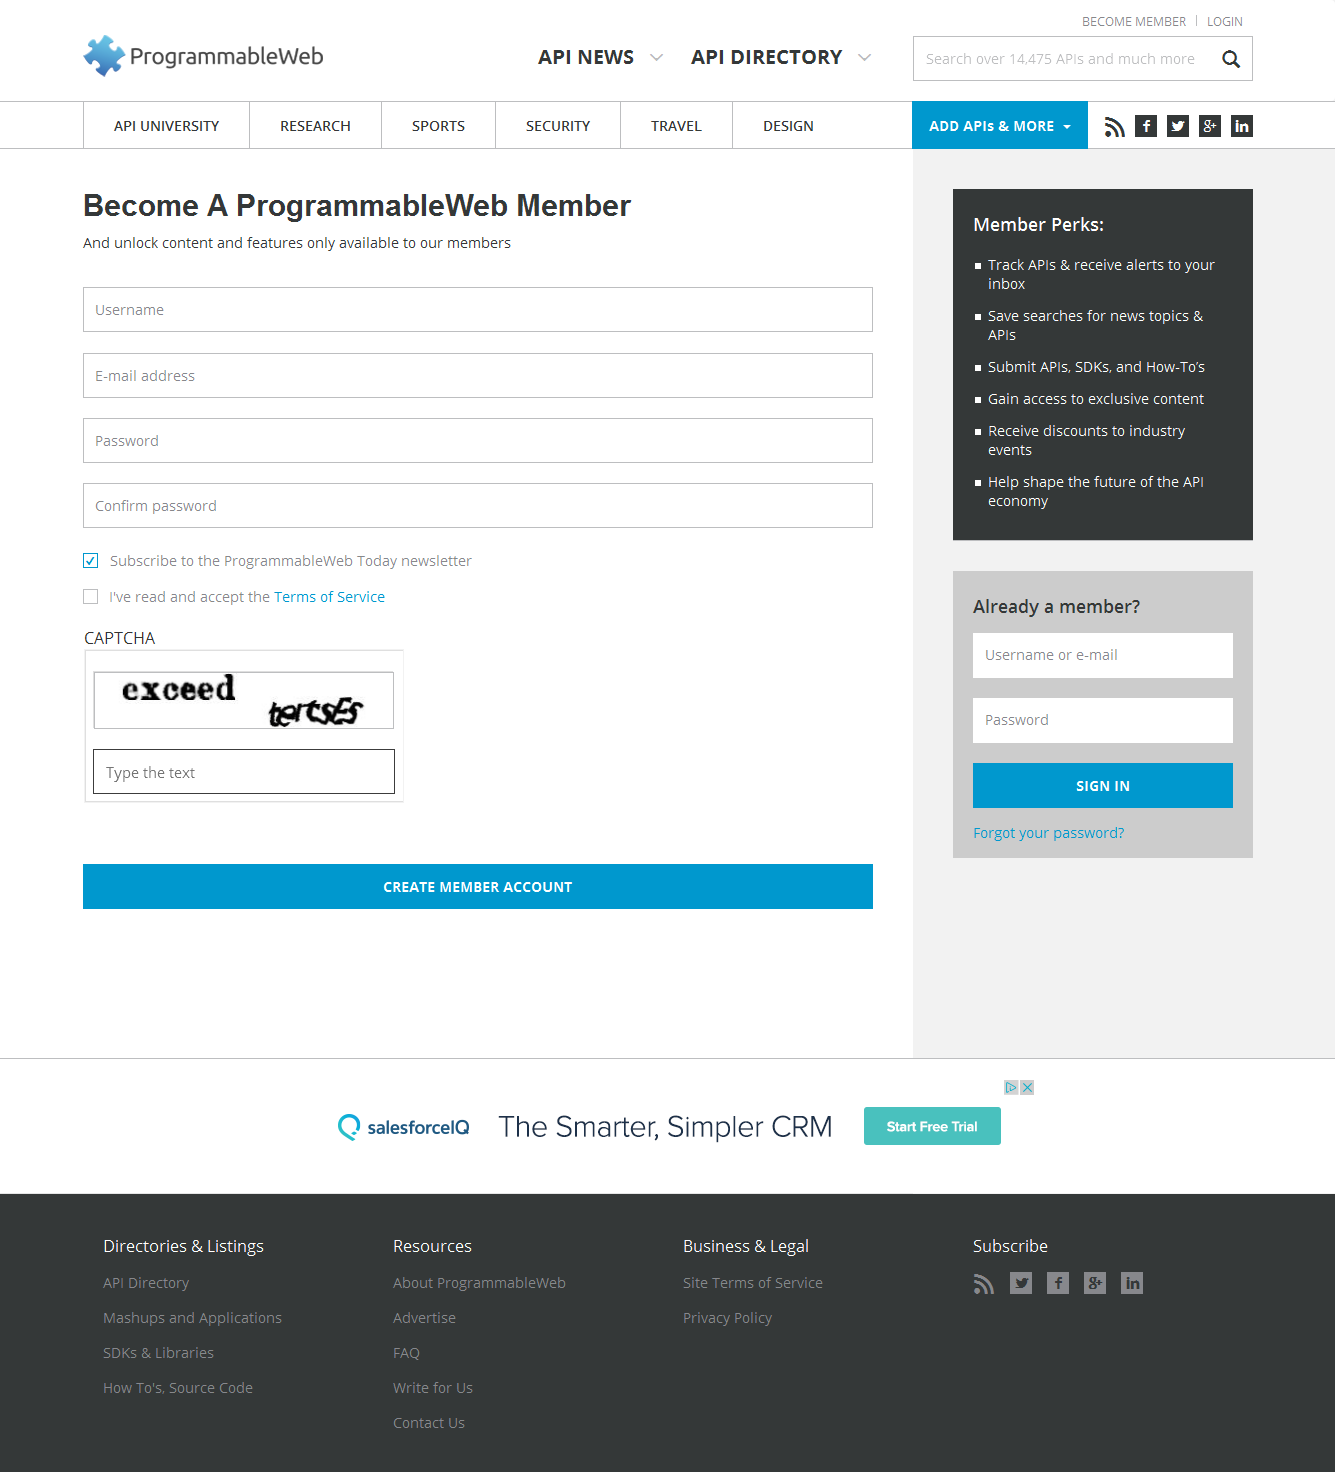 BECOME MEMBER | LOGIN
ProgrammableWeb
API NEWS API DIRECTORY
Search over 14,475 APIs and much more
API UNIVERSITY RESEARCH SPORTS SECURITY TRAVEL DESIGN
ADD APIs & MORE
Become A ProgrammableWeb Member
And unlock content and features only available to our members
Username
E-mail address
Password
Confirm password
Subscribe to the ProgrammableWeb Today newsletter
I've read and accept the Terms of Service
CAPTCHA
exceed
Type the text
CREATE MEMBER ACCOUNT
Member Perks:
Track APIs & receive alerts to your
inbox
Save searches for news topics &
APIs
Submit APIs, SDKs, and How-To's
Gain access to exclusive content
Receive discounts to industry
events
Help shape the future of the API
economy
Already a member?
Username or e-mail
Password
SIGN IN
Forgot your password?
salesforceIQ The Smarter, Simpler CRM Start Free Trial
Directories & Listings
API Directory
Mashups and Applications
SDKs & Libraries
How To's, Source Code
Resources
About ProgrammableWeb
Advertise
FAQ
Write for Us
Contact Us
Business & Legal
Site Terms of Service
Privacy Policy
Subscribe